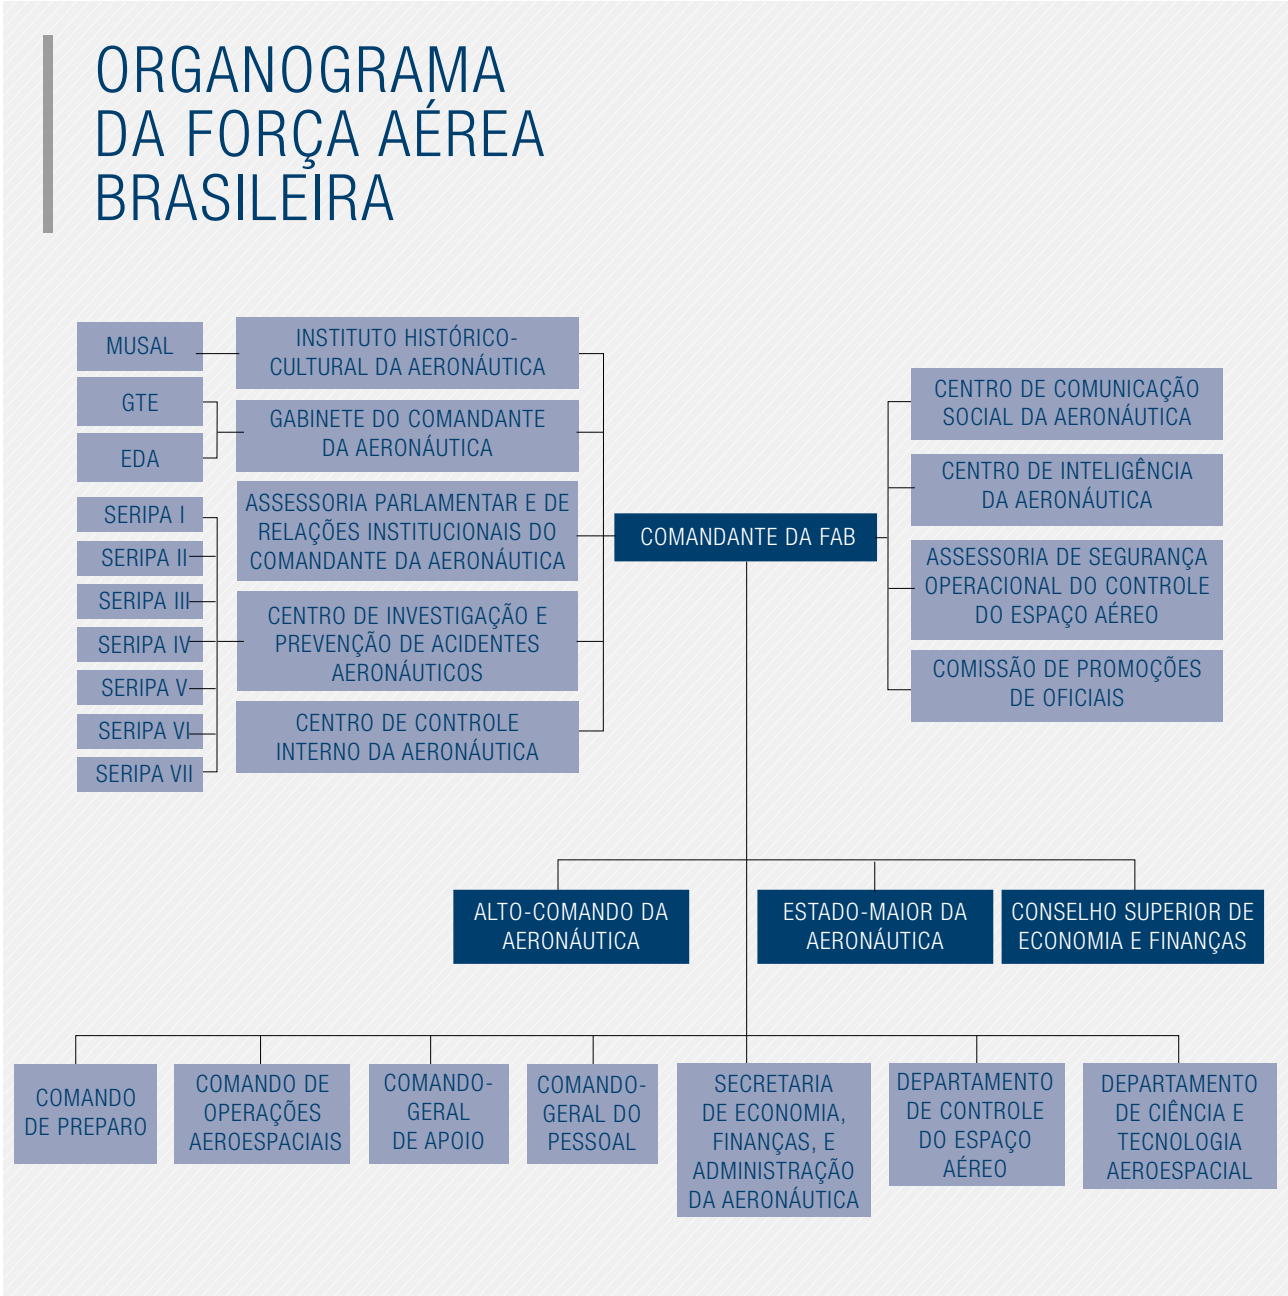 ORGANOGRAMA
DA FORÇA AÉREA
BRASILEIRA
MUSAL
GTE
EDA
SERIPA I
SERIPA II
SERIPA III
SERIPA IV
SERIPA V
SERIPA VI
SERIPA VII
INSTITUTO HISTÓRICO-
CULTURAL DA AERONÁUTICA
GABINETE DO COMANDANTE
DA AERONÁUTICA
ASSESSORIA PARLAMENTAR E DE
RELAÇÕES INSTITUCIONAIS DO
COMANDANTE DA AERONÁUTICA
CENTRO DE INVESTIGAÇÃO E
PREVENÇÃO DE ACIDENTES
AERONÁUTICOS
CENTRO DE CONTROLE
INTERNO DA AERONÁUTICA
COMANDANTE DA FAB
CENTRO DE COMUNICAÇÃO
SOCIAL DA AERONÁUTICA
CENTRO DE INTELIGÊNCIA
DA AERONÁUTICA
ASSESSORIA DE SEGURANÇA
OPERACIONAL DO CONTROLE
DO ESPAÇO AÉREO
COMISSÃO DE PROMOÇÕES
DE OFICIAIS
ALTO-COMANDO DA
AERONÁUTICA
ESTADO-MAIOR DA
AERONÁUTICA
CONSELHO SUPERIOR DE
ECONOMIA E FINANÇAS
COMANDO
DE PREPARO
COMANDO DE
OPERAÇÕES
AEROESPACIAIS
COMANDO-
GERAL
DE APOIO
COMANDO-
GERAL DO
PESSOAL
SECRETARIA
DE ECONOMIA,
FINANÇAS, E
ADMINISTRAÇÃO
DA AERONÁUTICA
DEPARTAMENTO
DE CONTROLE
DO ESPAÇO
AÉREO
DEPARTAMENTO
DE CIÊNCIA E
TECNOLOGIA
AEROESPACIAL